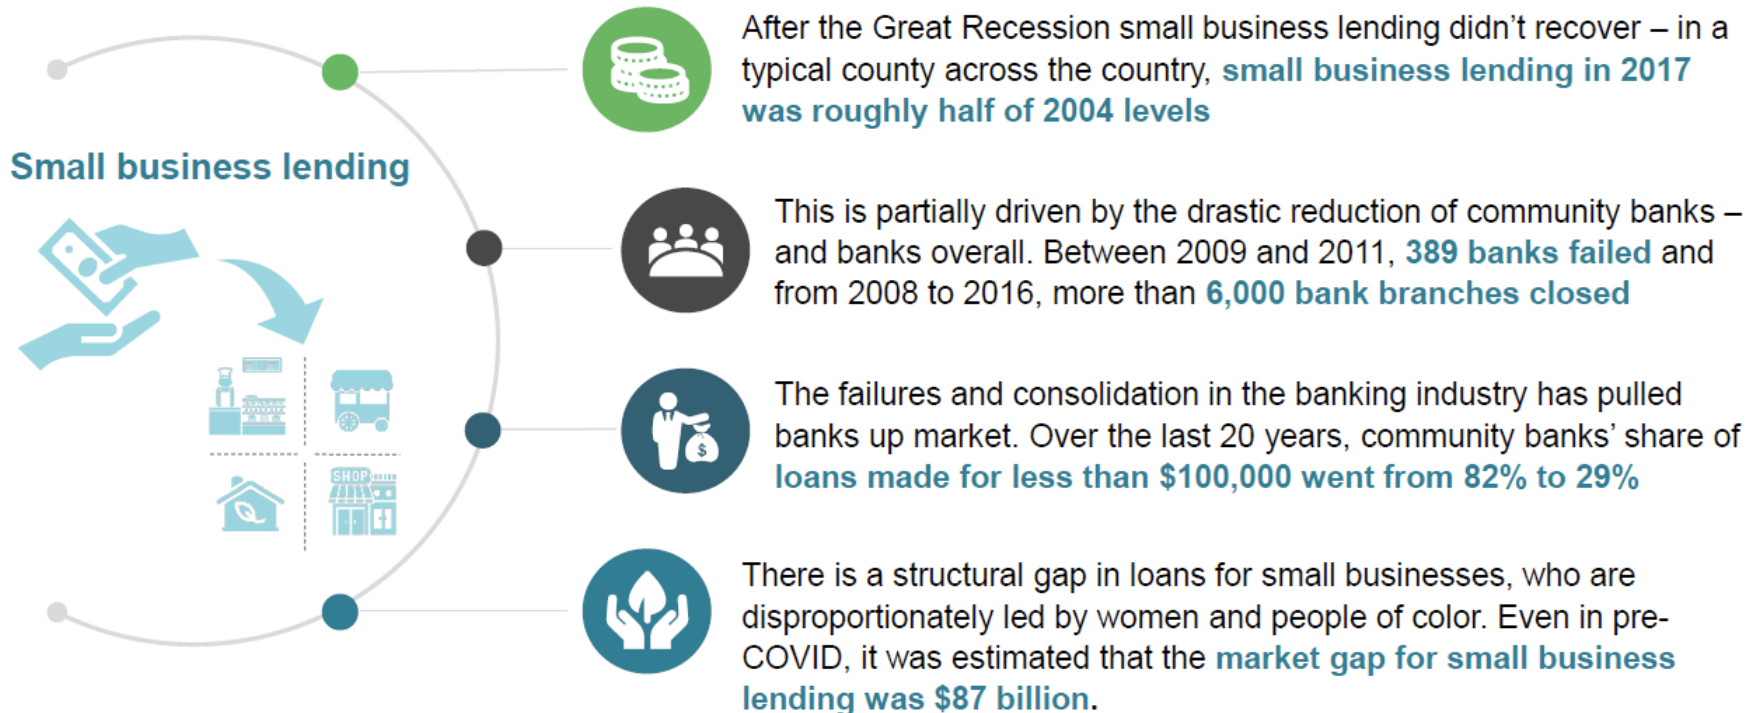 Small business lending
SHOP
After the Great Recession small business lending didn’t recover – in a
typical county across the country, small business lending in 2017
was roughly half of 2004 levels
This is partially driven by the drastic reduction of community banks –
and banks overall. Between 2009 and 2011, 389 banks failed and
from 2008 to 2016, more than 6,000 bank branches closed
$
The failures and consolidation in the banking industry has pulled
banks up market. Over the last 20 years, community banks’ share of
loans made for less than $100,000 went from 82% to 29%
There is a structural gap in loans for small businesses, who are
disproportionately led by women and people of color. Even in pre-
COVID, it was estimated that the market gap for small business
lending was $87 billion.